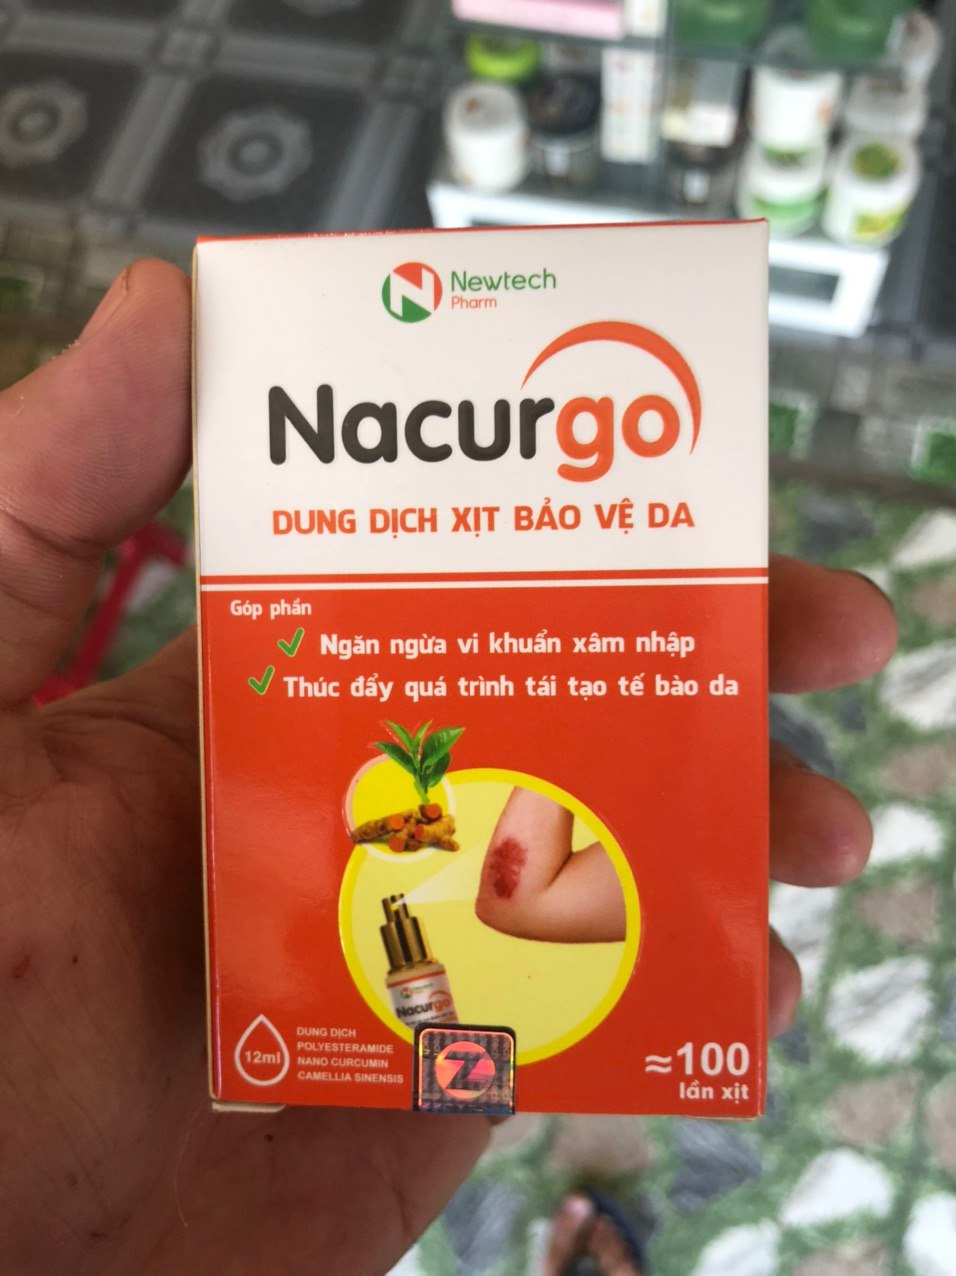 Newtech
Pharm
Nacurgo
DUNG DỊCH XỊT BẢO VỆ DA
Góp phần
Ngăn ngừa vi khuẩn xâm nhập
Thúc đẩy quá trình tái tạo tế bào da
Nacurgo
12ml
DUNG DỊCH
POLYESTERAMIDE
NANO CURCUMIN
CAMELLIA SINENSIS
≈100
lần xịt